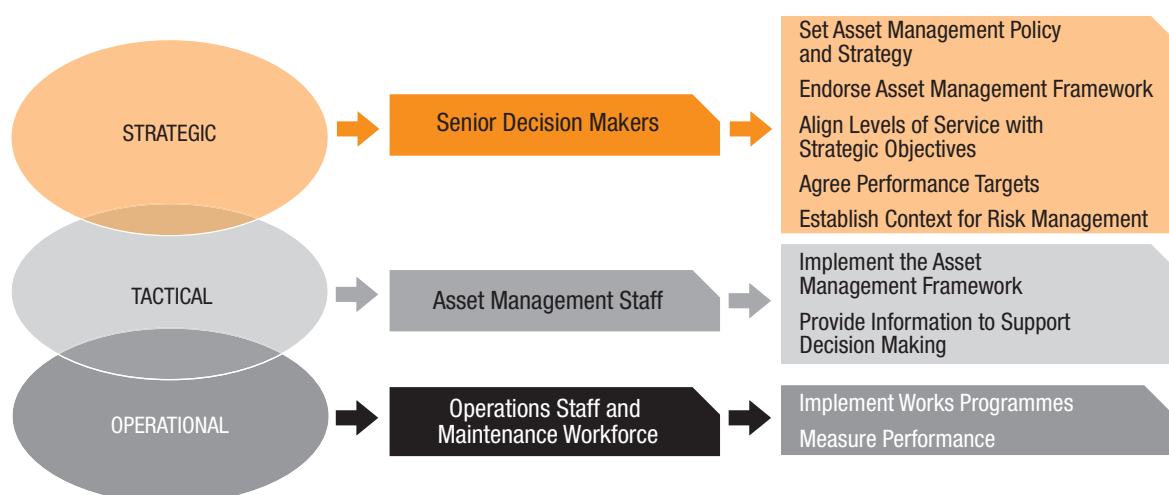 STRATEGIC
Senior Decision Makers
Set Asset Management Policy
and Strategy
Endorse Asset Management Framework
Align Levels of Service with
Strategic Objectives
Agree Performance Targets
Establish Context for Risk Management
TACTICAL
Asset Management Staff
Implement the Asset
Management Framework
Provide Information to Support
Decision Making
OPERATIONAL
Operations Staff and
Maintenance Workforce
Implement Works Programmes
Measure Performance